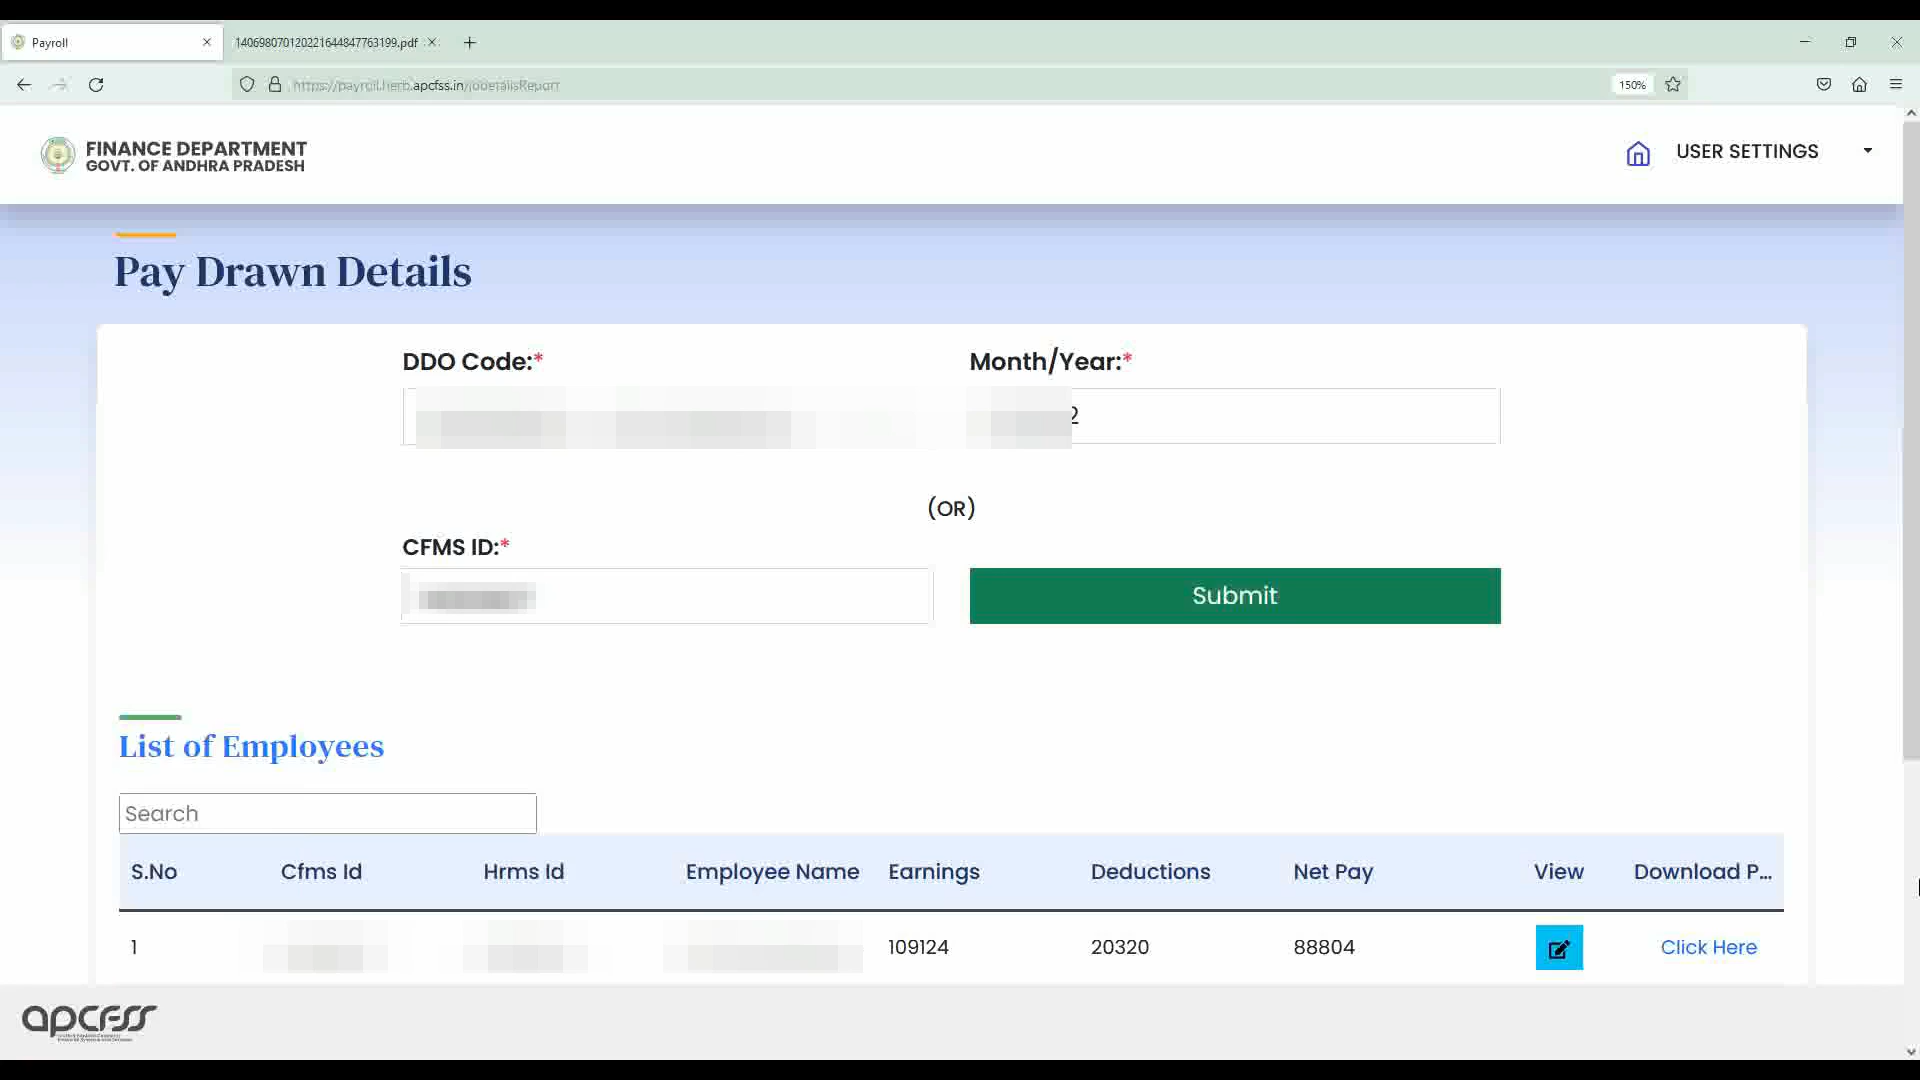 Payroll
140698070120221644847763199.pdf
150%
FINANCE DEPARTMENT
GOVT. OF ANDHRA PRADESH
USER SETTINGS
Pay Drawn Details
DDO Code:* Month/Year:*
2
(OR)
CFMS ID:*
Submit
List of Employees
Search
S.No Cfms Id Hrms Id Employee Name Earnings Deductions Net Pay View Download P...
1 109124 20320 88804 Click Here
apcfss